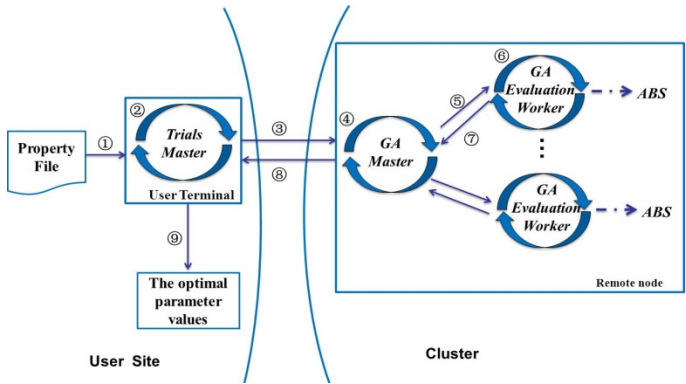 Property
File
①
②
Trials
Master
User Terminal
③
⑧
⑨
The optimal
parameter
values
User Site
④
GA
Master
⑤
⑦
⑥
GA
Evaluation
Worker
ABS
⋮
GA
Evaluation
Worker
ABS
Remote node
Cluster